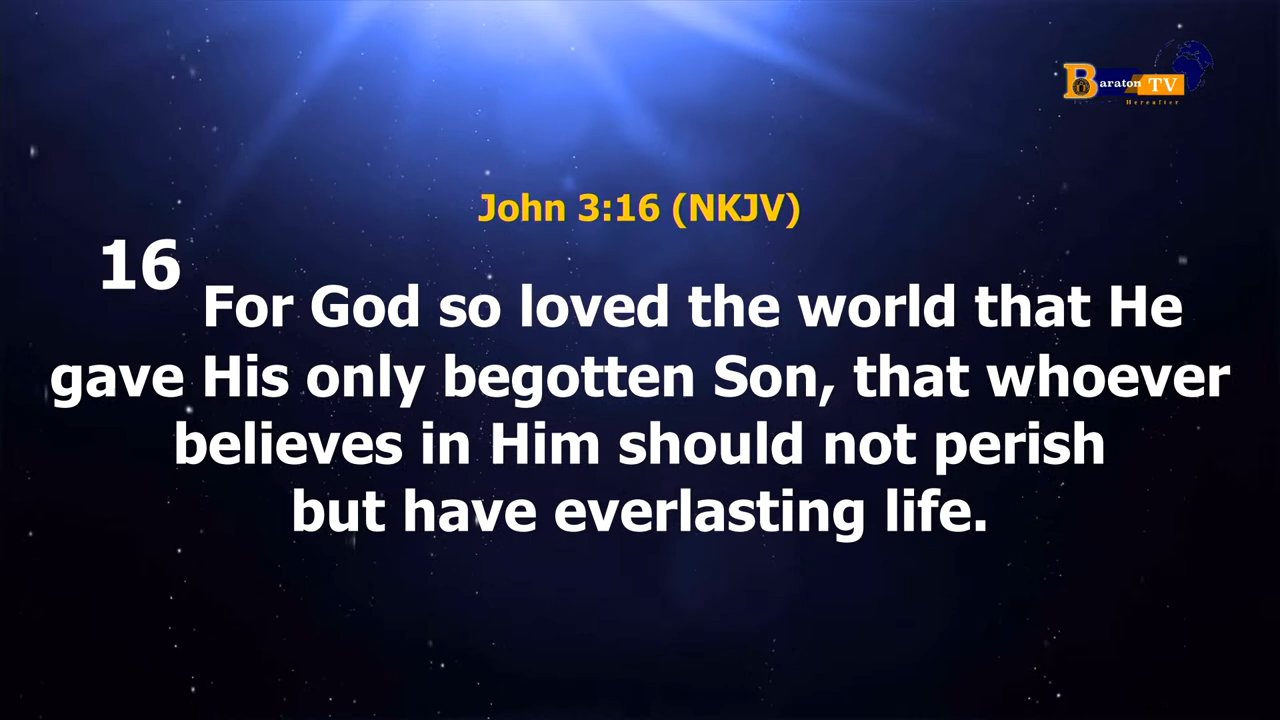 Baraton TV
Hereafter
John 3:16 (NKJV)
16 For God so loved the world that He
gave His only begotten Son, that whoever
believes in Him should not perish
but have everlasting life.